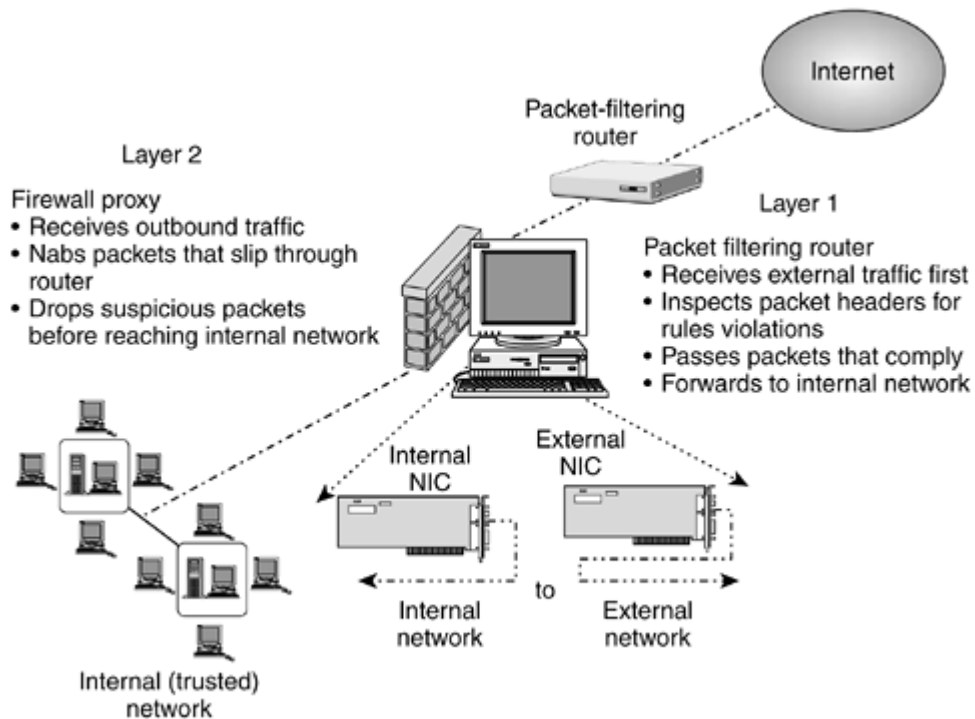 Internet
Packet-filtering
router
Layer 2
Firewall proxy
• Receives outbound traffic
• Nabs packets that slip through
router
• Drops suspicious packets
before reaching internal network
Layer 1
Packet filtering router
• Receives external traffic first
• Inspects packet headers for
rules violations
• Passes packets that comply
• Forwards to internal network
Internal
NIC
External
NIC
Internal
network
to
External
network
Internal (trusted)
network